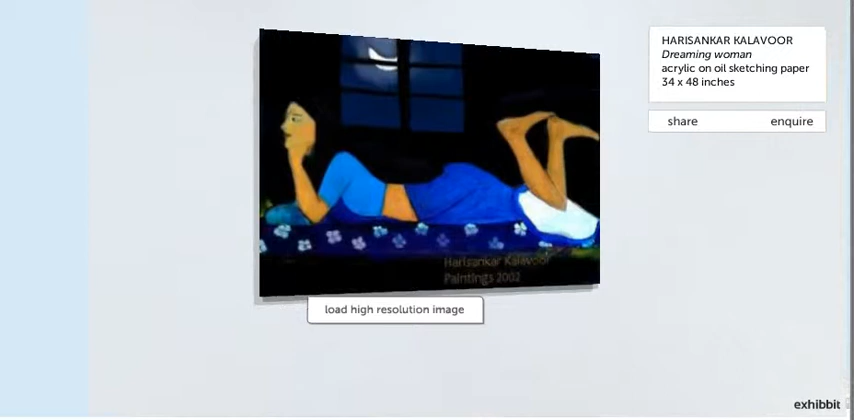 HARISANKAR KALAVOOR
Dreaming woman
acrylic on oil sketching paper
34 x 48 inches
share enquire
Harisankar Kalavoor
Paintings 2002
load high resolution image
exhibbit